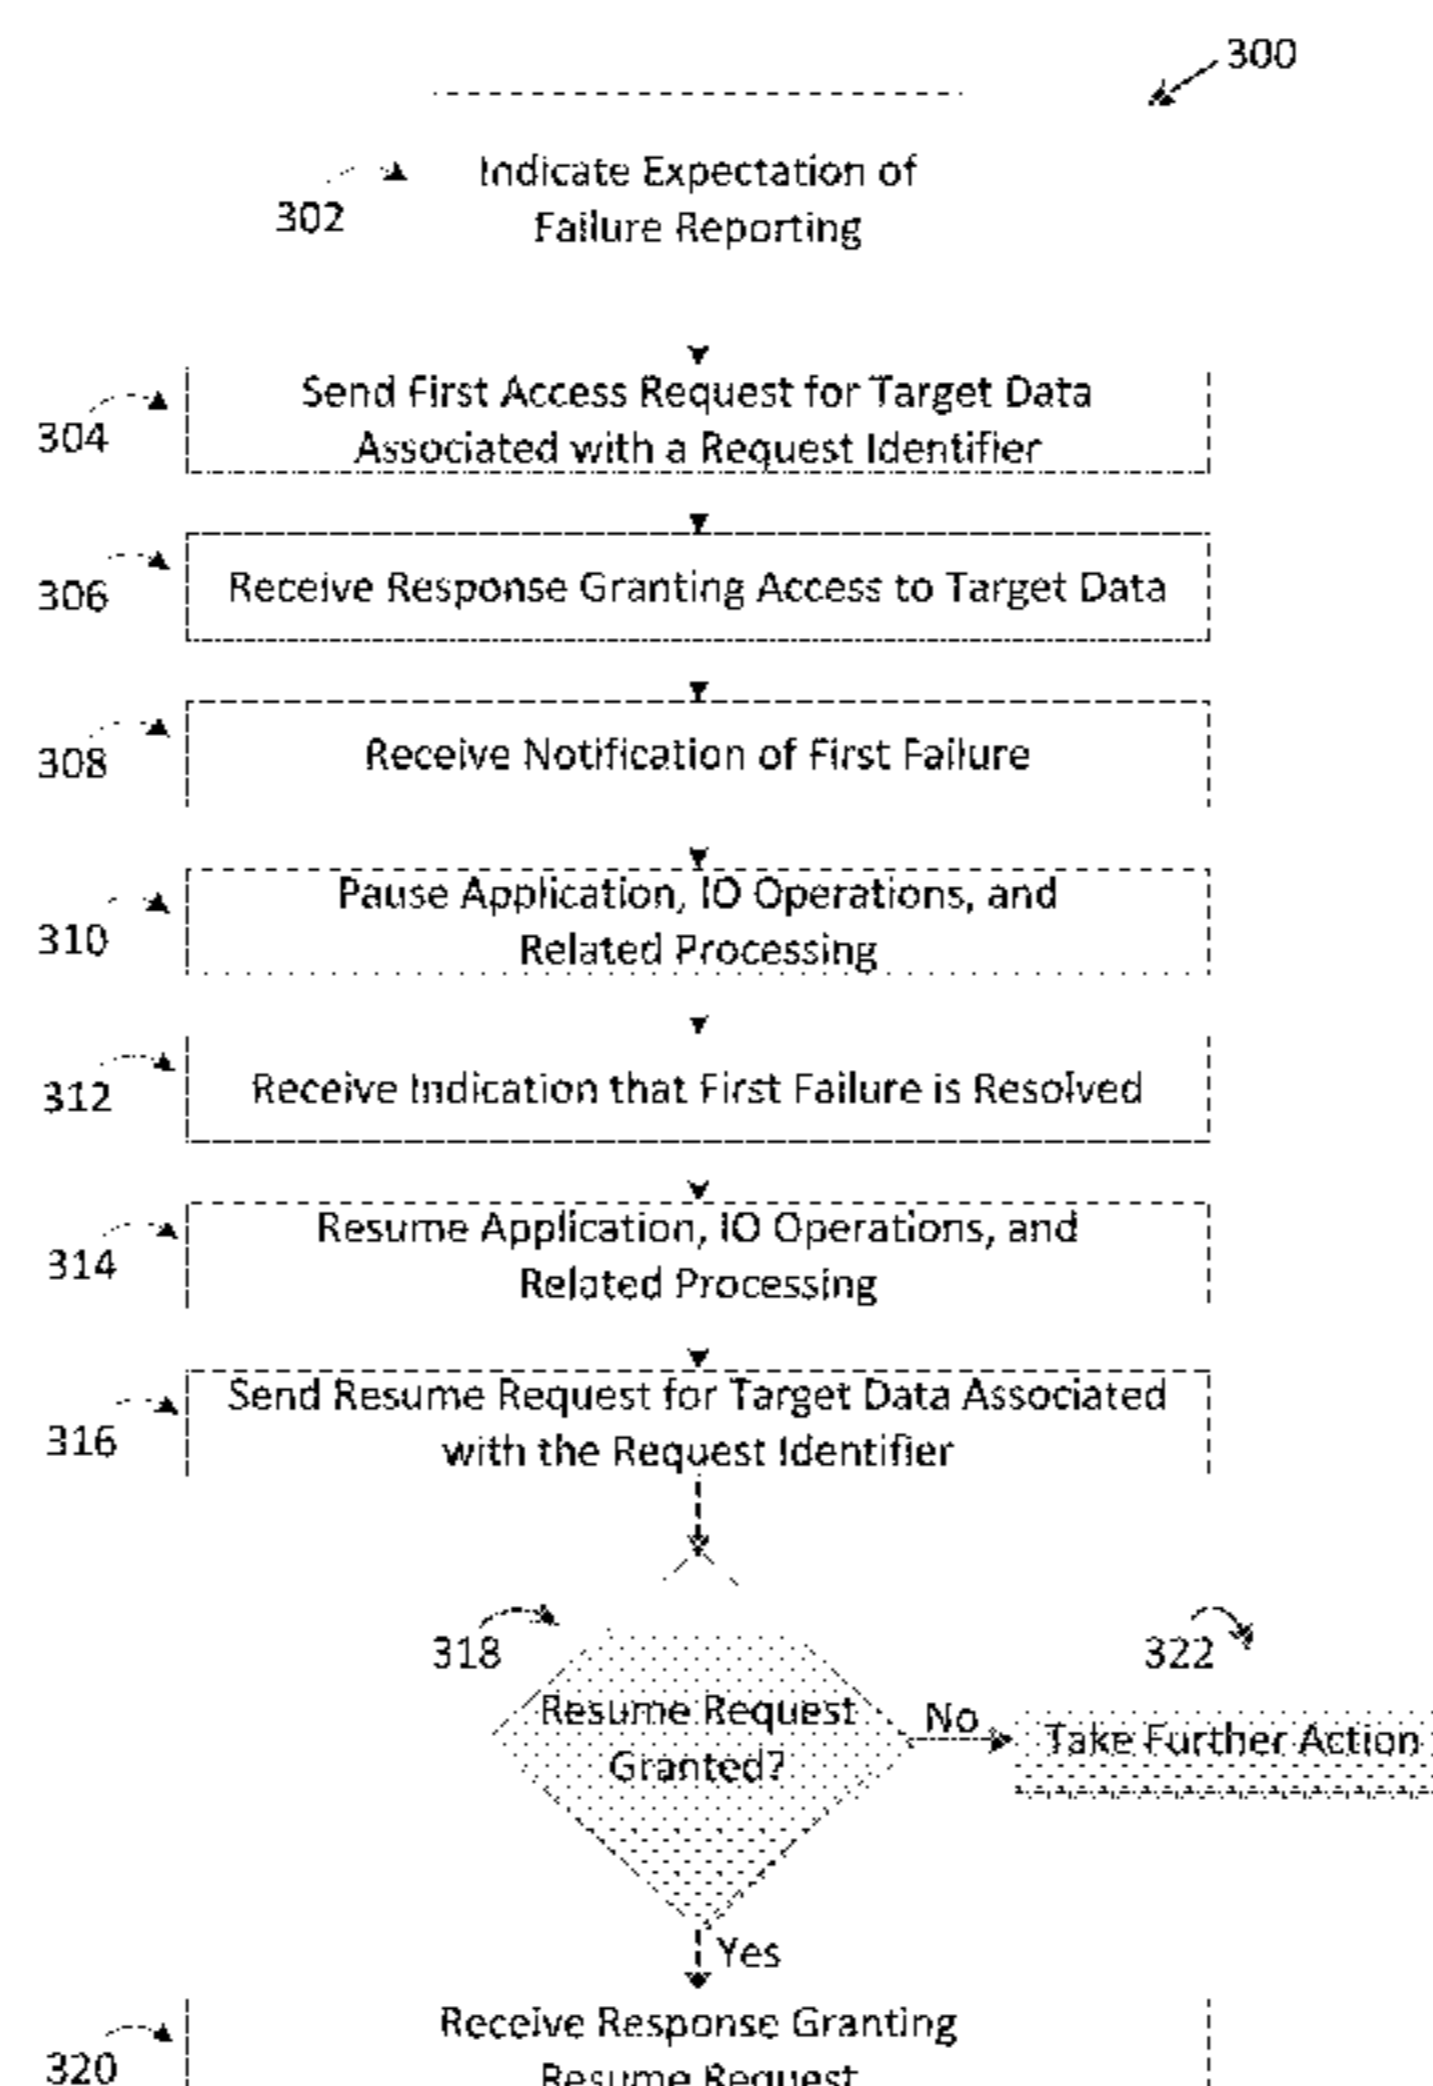 300
Indicate Expectation of
302
Failure Reporting
Send First Access Request for Target Data
304
Associated with a Request Identifier
306
Receive Response Granting Access to Target Data
308
Receive Notification of First Failure
Pause Application, IO Operations, and
310
Related Processing
312
Receive Indication that First Failure is Resolved
Resume Application, IO Operations, and
314
Related Processing
Send Resume Request for Target Data Associated
316
with the Request Identifier
318
322
Resume Request
Granted?
No
Take Further Action
Yes
Receive Response Granting
320
Resume Request